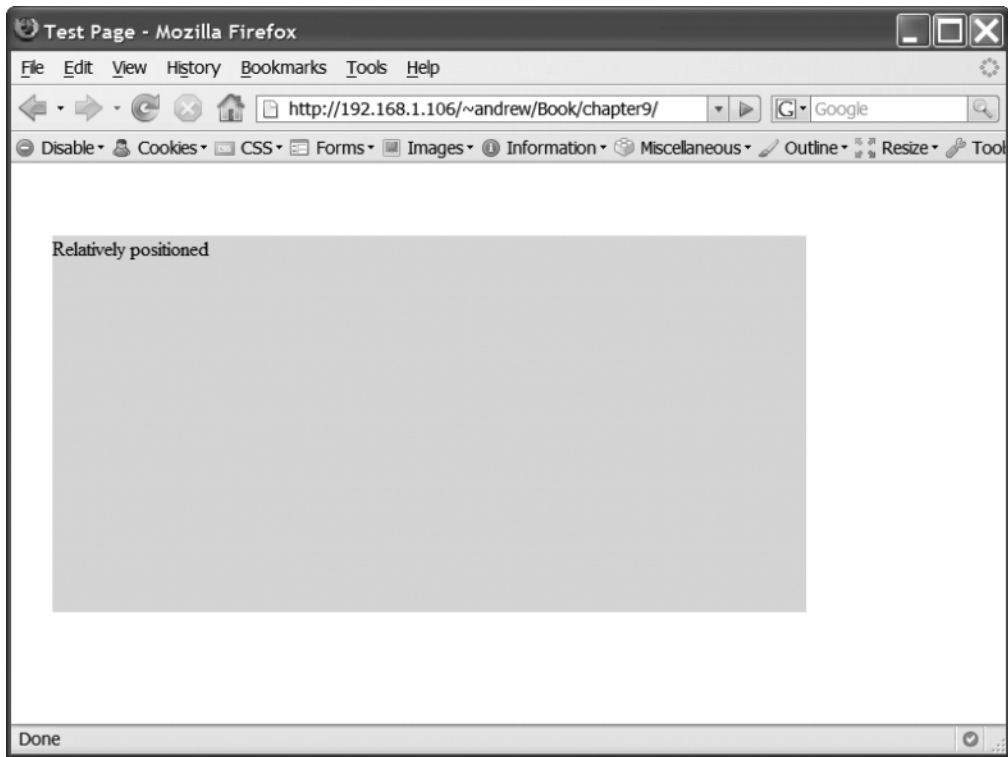 Test Page - Mozilla Firefox
File Edit View History Bookmarks Tools Help
http://192.168.1.106/~andrew/Book/chapter9/ G Google
Disable Cookies CSS Forms Images Information Miscellaneous Outline Resize Tool
Relatively positioned
Done